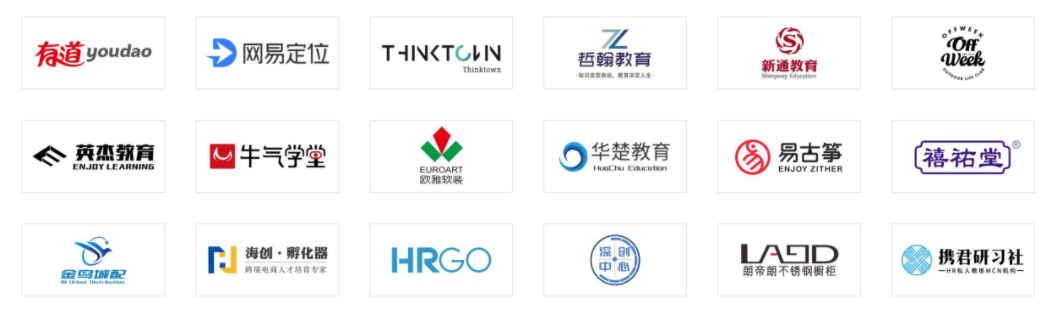 有道 youdao
网易定位
THINKTOWN
Thinktown
哲翰教育
·知识改变命运，教育决定人生·
新通教育
Shinyway Education
OFFWEEK
Off
Week
OUTDOOR LIFE CLUB
英杰教育
ENJOY LEARNING
牛气学堂
EUROART
欧雅软装
华楚教育
HuaChu Education
易古筝
ENJOY ZITHER
禧祐堂®
金鸟城配
JN Urban Distribution
海创·孵化器
跨境电商人才培育专家
HRGO
深创
中心
LADD
朗帝朗不锈钢橱柜
携君研习社
—HR私人教练MCN机构—